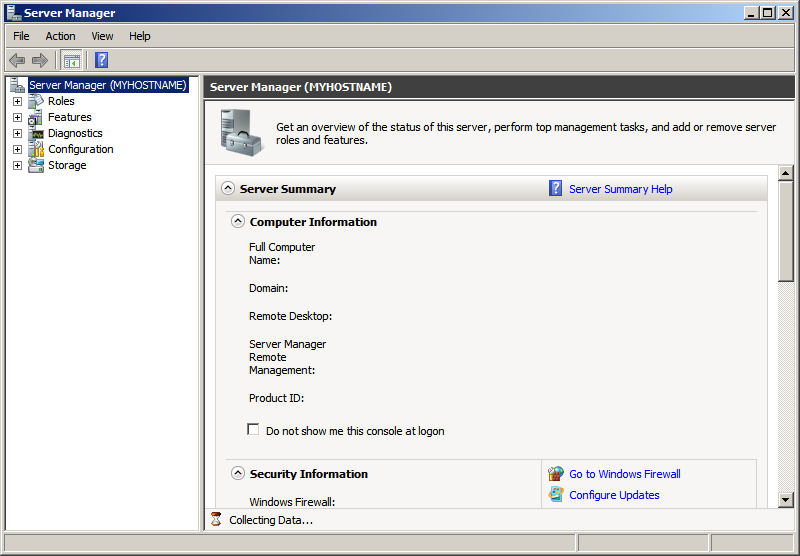 Server Manager
File Action View Help
Server Manager (MYHOSTNAME)
Roles
Features
Diagnostics
Configuration
Storage
Server Manager (MYHOSTNAME)
Get an overview of the status of this server, perform top management tasks, and add or remove server
roles and features.
Server Summary
Server Summary Help
Computer Information
Full Computer
Name:
Domain:
Remote Desktop:
Server Manager
Remote
Management:
Product ID:
Do not show me this console at logon
Security Information
Go to Windows Firewall
Configure Updates
Windows Firewall:
Collecting Data...